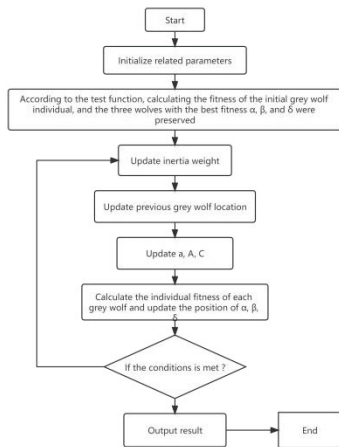 Start
Initialize related parameters
According to the test function, calculating the fitness of the initial grey wolf
individual, and the three wolves with the best fitness α, β, and δ were
preserved
Update inertia weight
Update previous grey wolf location
Update a, A, C
Calculate the individual fitness of each
grey wolf and update the position of α, β,
δ
If the conditions is met ?
Output result
End